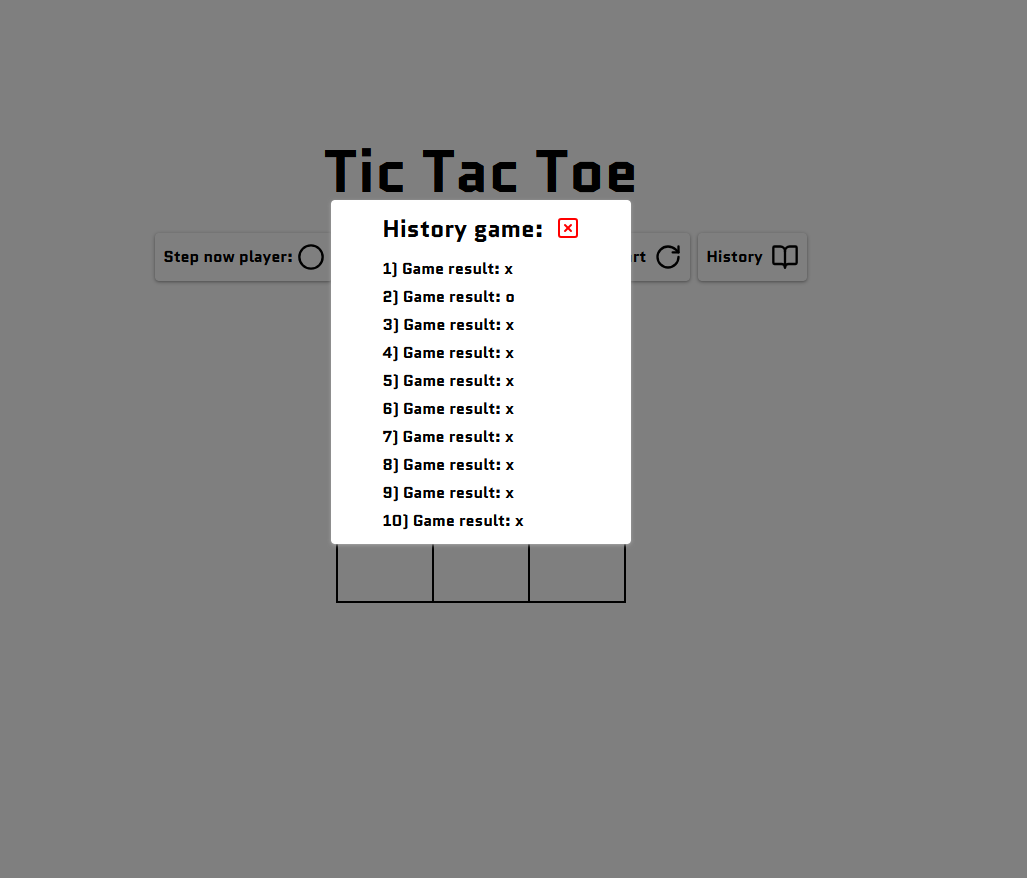 Tic Tac Toe
History game:
Step now player:
rt
History
1) Game result: x
2) Game result: o
3) Game result: x
4) Game result: x
5) Game result: x
6) Game result: x
7) Game result: x
8) Game result: x
9) Game result: x
10) Game result: x